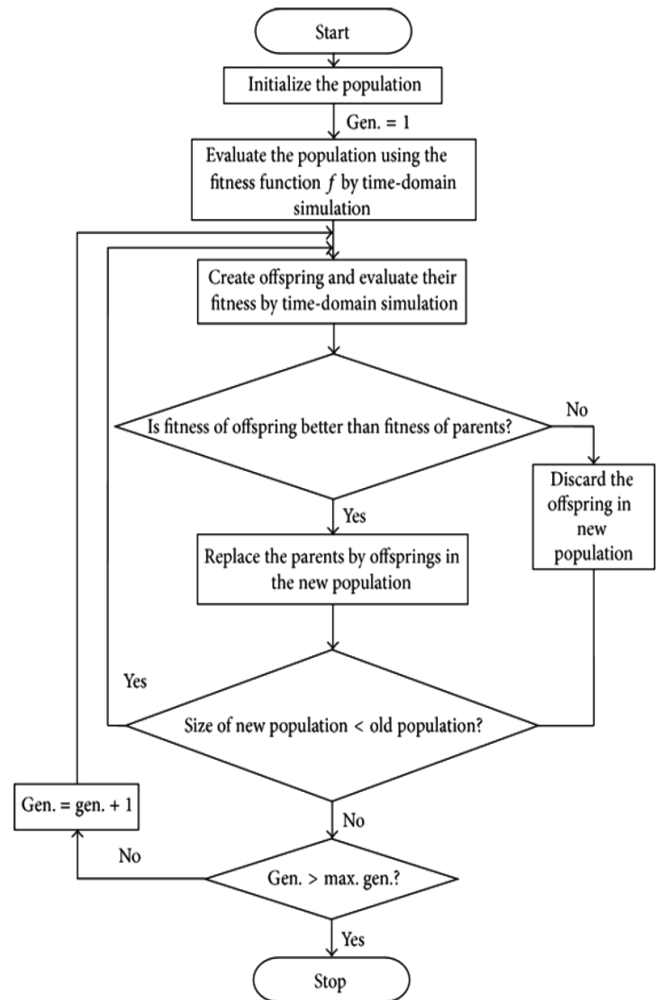 Start
Initialize the population
Gen. = 1
Evaluate the population using the
fitness function f by time-domain
simulation
Create offspring and evaluate their
fitness by time-domain simulation
Is fitness of offspring better than fitness of parents?
No
Discard the
offspring in
new
population
Yes
Replace the parents by offsprings in
the new population
Yes
Size of new population < old population?
Gen. = gen. + 1
No
No
Gen. > max. gen.?
Yes
Stop